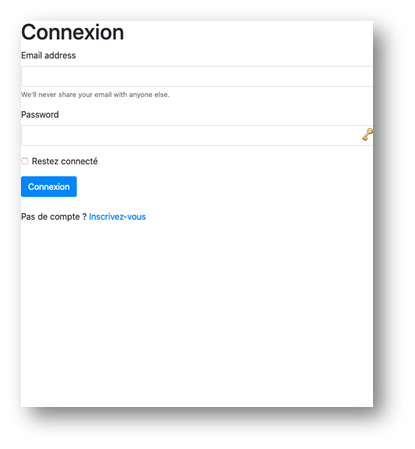 Connexion
Email address
We'll never share your email with anyone else.
Password
Restez connecté
Connexion
Pas de compte ? Inscrivez-vous